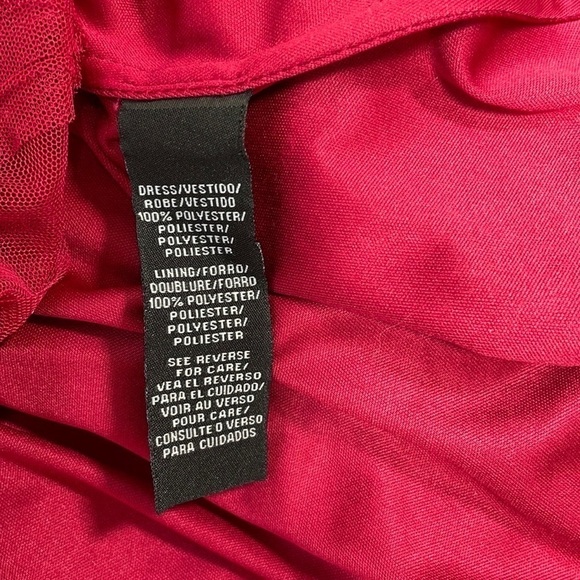 DRESS/VESTIDO/
ROBE/VESTIDO
100% POLYESTER/
POLIESTER/
POLYESTER/
POLIESTER
LINING/FORRO/
DOUBLURE/FORRO
100% POLYESTER/
POLIESTER/
POLYESTER/
POLIESTER
SEE REVERSE
FOR CARE/
VEA EL REVERSO
PARA EL CUIDADO/
VOIR AU VERSO
POUR CARE/
CONSULTE O VERSO
PARA CUIDADOS